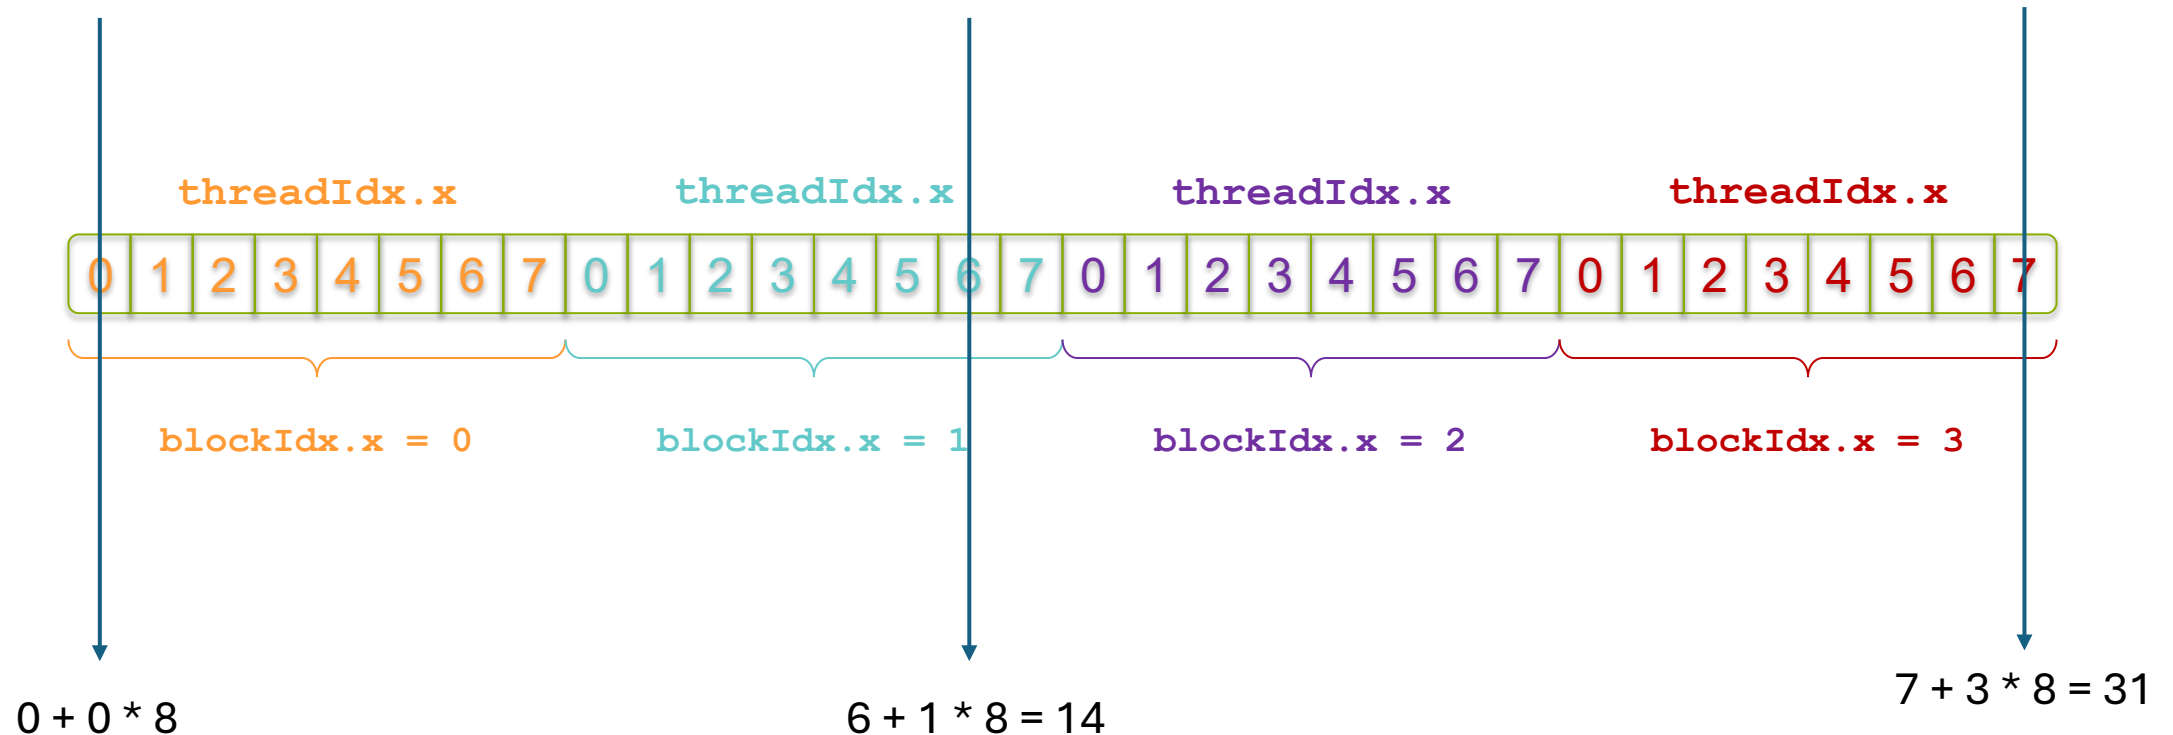 threadIdx.x threadIdx.x threadIdx.x threadIdx.x
0 1 2 3 4 5 6 7 0 1 2 3 4 5 6 7 0 1 2 3 4 5 6 7 0 1 2 3 4 5 6 7
blockIdx.x = 0 blockIdx.x = 1 blockIdx.x = 2 blockIdx.x = 3
0 + 0 * 8 6 + 1 * 8 = 14 7 + 3 * 8 = 31